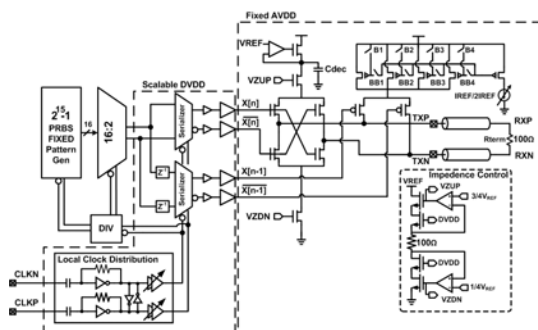 Fixed AVDD
VREF
Cdec
VZUP
B1 B2 B3 B4
BB1 BB2 BB3 BB4
IREF/2IREF
Scalable DVDD
2^15-1
PRBS
FIXED
Pattern
Gen
16
16:2
Serializer
X[n]
X[n]
TXP
TXN
RXP
Rterm
100Ω
RXN
Z^-1
Z^-1
Serializer
X[n-1]
X[n-1]
DIV
VZDN
Impedance Control
VREF
VZUP
3/4VREF
DVDD
100Ω
DVDD
1/4VREF
VZDN
Local Clock Distribution
CLKN
CLKP